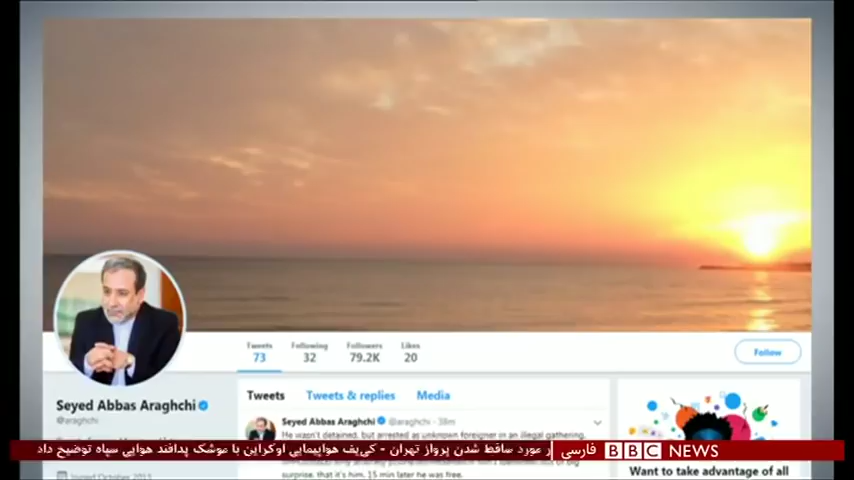 Tweets Following Followers Likes
73 32 79.2K 20
Follow
Seyed Abbas Araghchi
@araghchi
Tweets Tweets & replies Media
Seyed Abbas Araghchi @araghchi · 38m
He wasn't detained, but arrested as unknown foreigner in an illegal gathering.
surprise, that it's him. 15 min later he was free.
Joined October 2013
Want to take advantage of all
مورد ساقط شدن پرواز تهران - کی‌یف هواپیمایی اوکراین با موشک پدافند هوایی سپاه توضیح داد
BBC NEWS فارسی